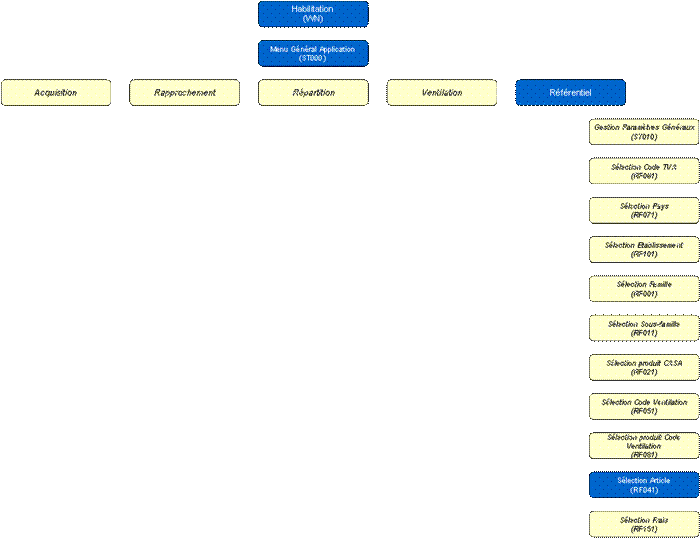 Habilitation
(WN)
Menu Général Application
(ST000)
Acquisition
Rapprochement
Répartition
Ventilation
Référentiel
Gestion Paramètres Généraux
(ST010)
Sélection Code TVA
(RF061)
Sélection Pays
(RF071)
Sélection Etablissement
(RF101)
Sélection Famille
(RF001)
Sélection Sous-famille
(RF011)
Sélection produit CASA
(RF021)
Sélection Code Ventilation
(RF051)
Sélection produit Code
Ventilation
(RF081)
Sélection Article
(RF041)
Sélection Frais
(RF151)